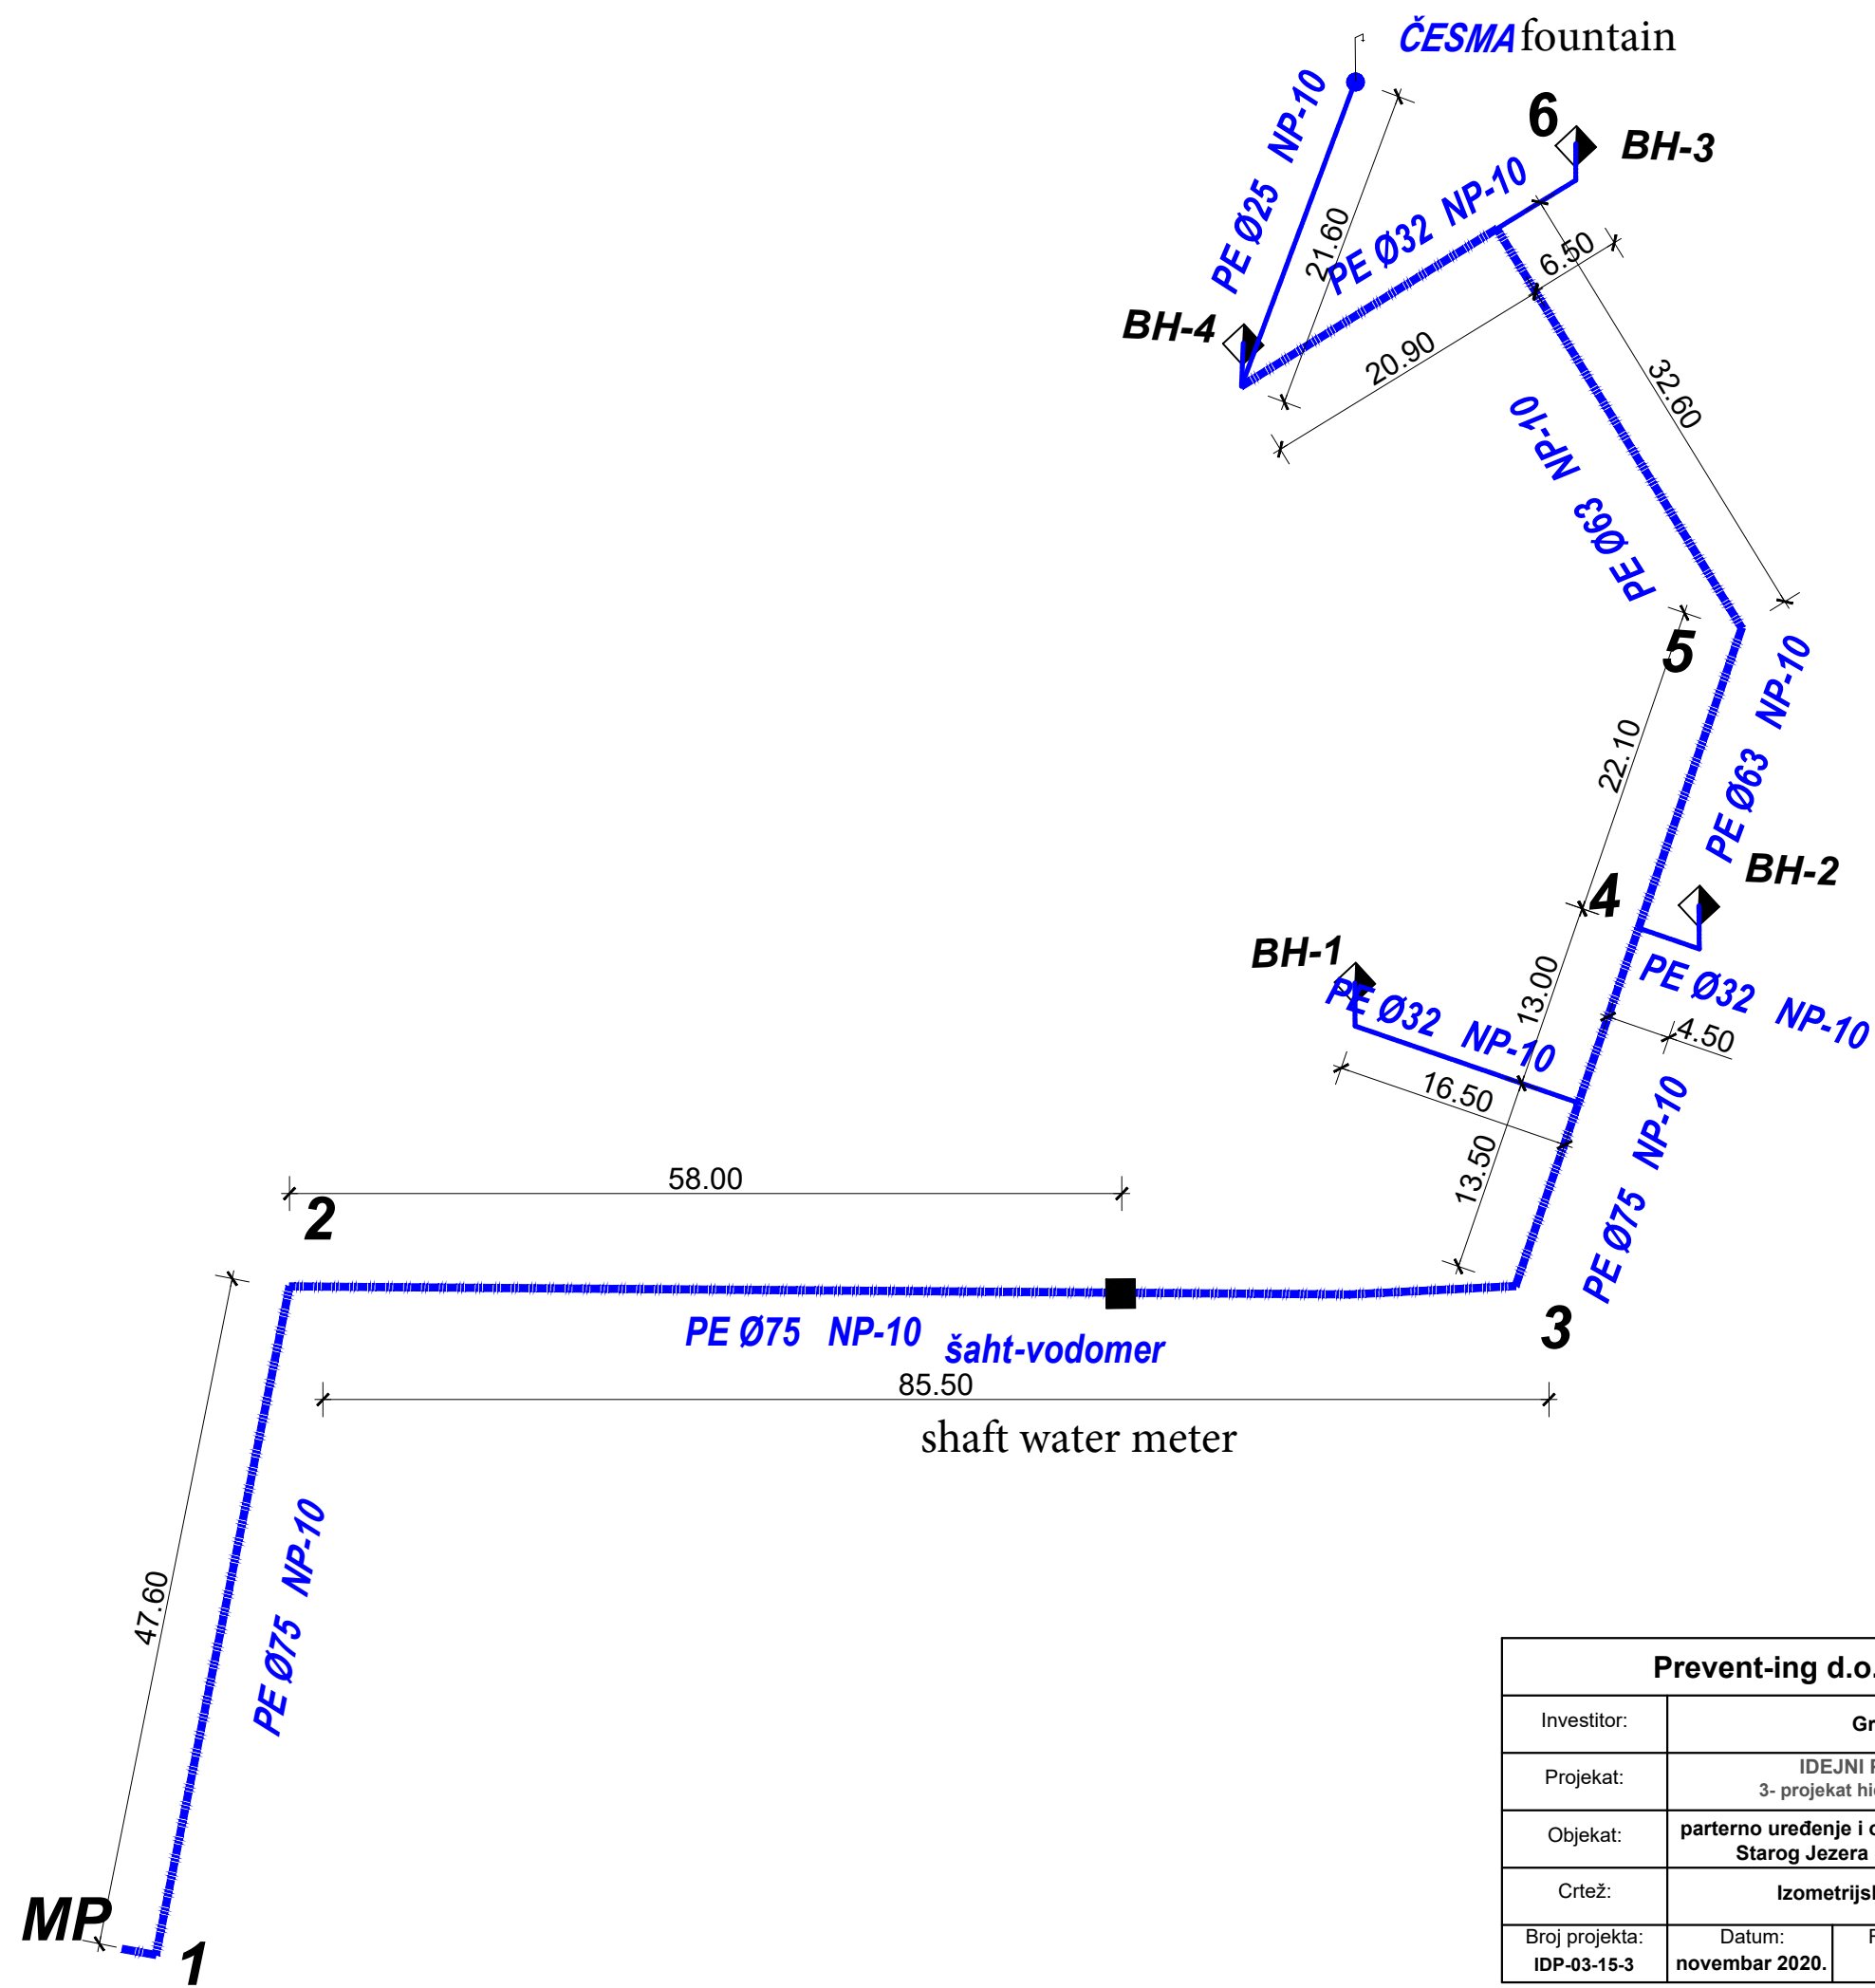 ČESMA fountain
6
BH-3
PE Ø25 NP-10
21.60
PE Ø32 NP-10
6.50
BH-4
20.90
32.60
PE Ø63 NP-10
5
PE Ø63 NP-10
22.10
4
BH-2
BH-1
PE Ø32 NP-10
13.00
PE Ø32 NP-10
4.50
16.50
13.50
PE Ø75 NP-10
58.00
2
3
PE Ø75 NP-10
šaht-vodomer
85.50
shaft water meter
47.60
PE Ø75 NP-10
MP
1
Prevent-ing d.o.
Investitor:
Gr
Projekat:
IDEJNI
3- projekat
Objekat:
parterno uređenje i
Starog Jezera
Crtež:
Izometrijs
Broj projekta:
IDP-03-15-3
Datum:
novembar 2020.